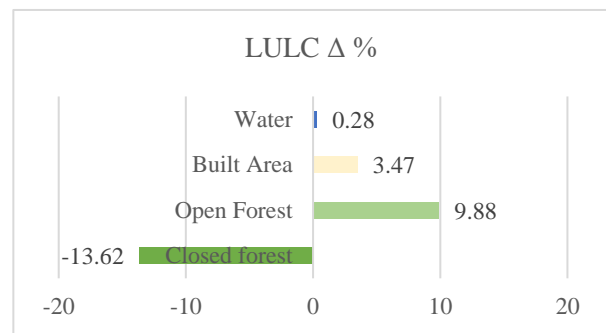 LULC Δ %
Water 0.28
Built Area 3.47
Open Forest 9.88
-13.62 Closed forest
-20 -10 0 10 20